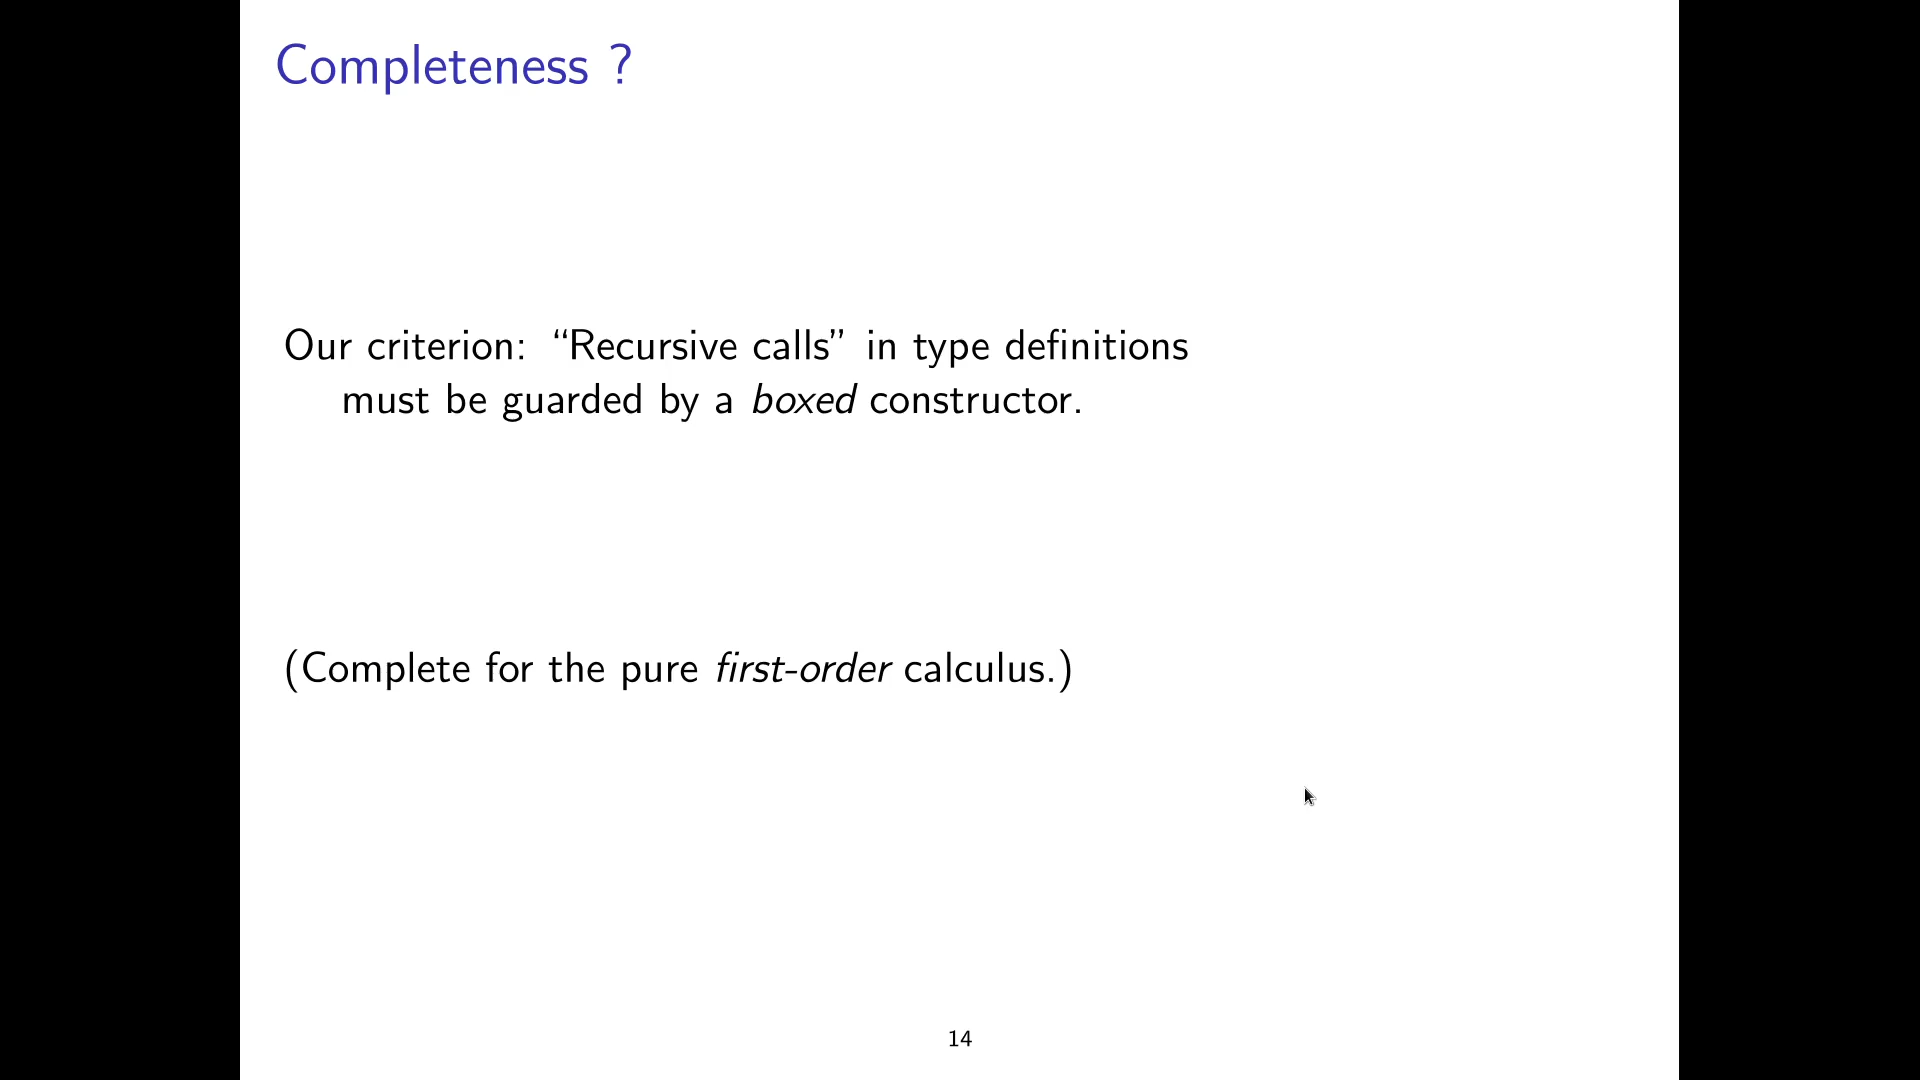 Completeness ?
Our criterion: “Recursive calls” in type definitions
must be guarded by a boxed constructor.
(Complete for the pure first-order calculus.)
14